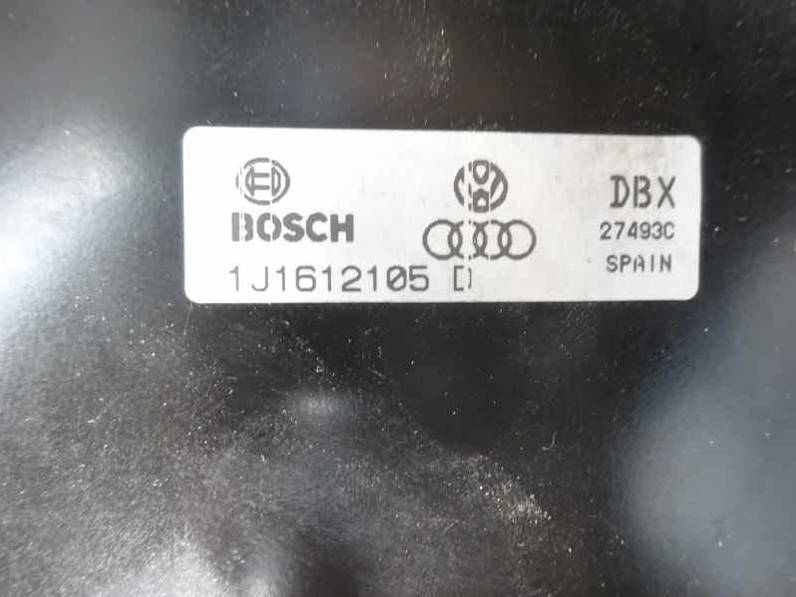 BOSCH
1J1612105
DBX
27493C
SPAIN